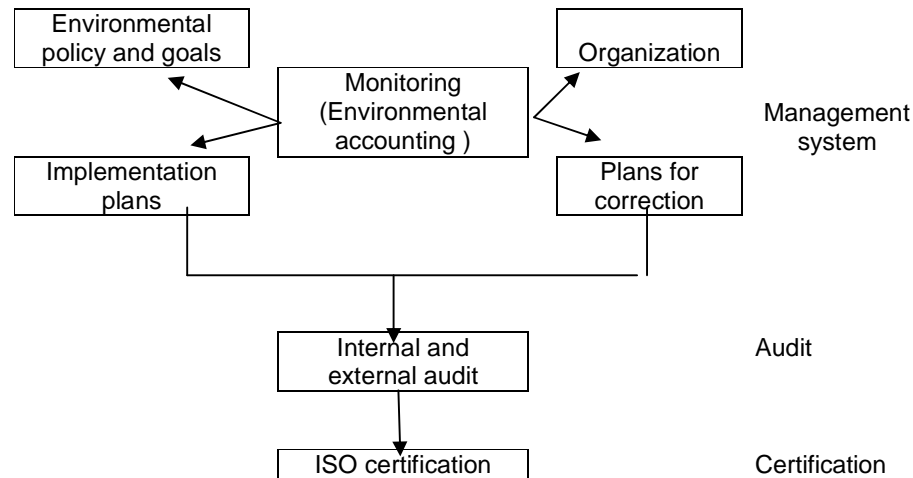 Environmental
policy and goals
Organization
Monitoring
(Environmental
accounting )
Management
system
Implementation
plans
Plans for
correction
Internal and
external audit
Audit
ISO certification
Certification